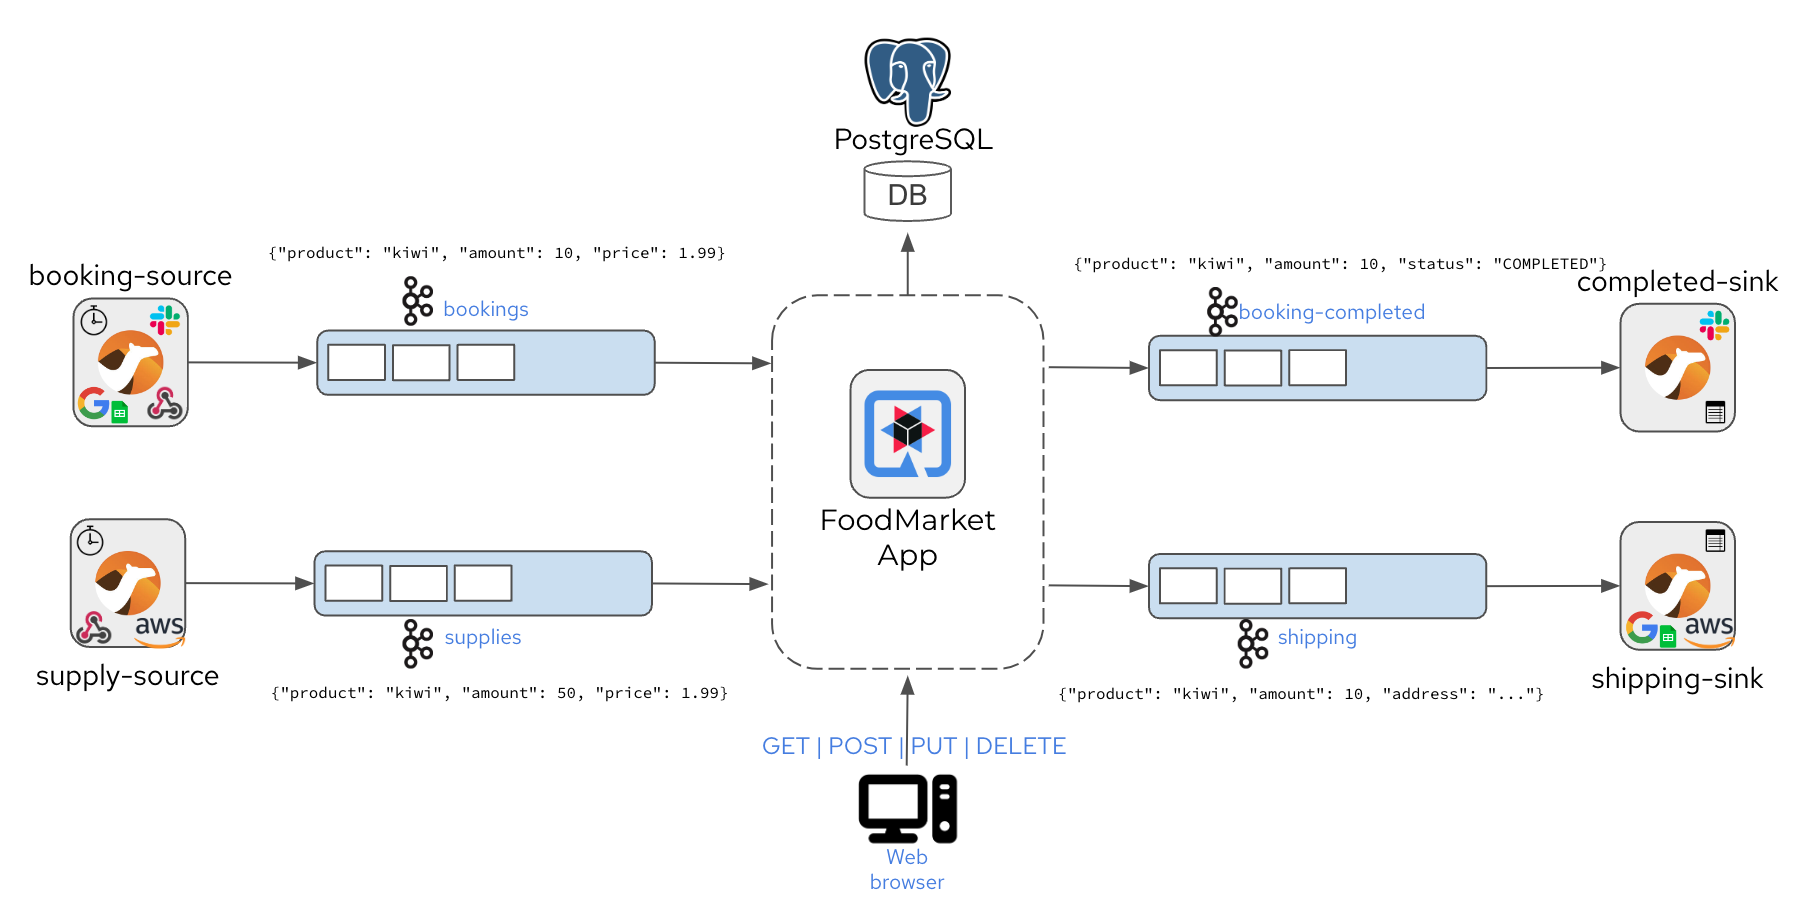 PostgreSQL
DB
{"product": "kiwi", "amount": 10, "price": 1.99}
booking-source
bookings
{"product": "kiwi", "amount": 10, "status": "COMPLETED"}
completed-sink
booking-completed
FoodMarket
App
aws
supply-source
supplies
{"product": "kiwi", "amount": 50, "price": 1.99}
shipping
aws
shipping-sink
{"product": "kiwi", "amount": 10, "address": "..."}
GET | POST | PUT | DELETE
Web
browser